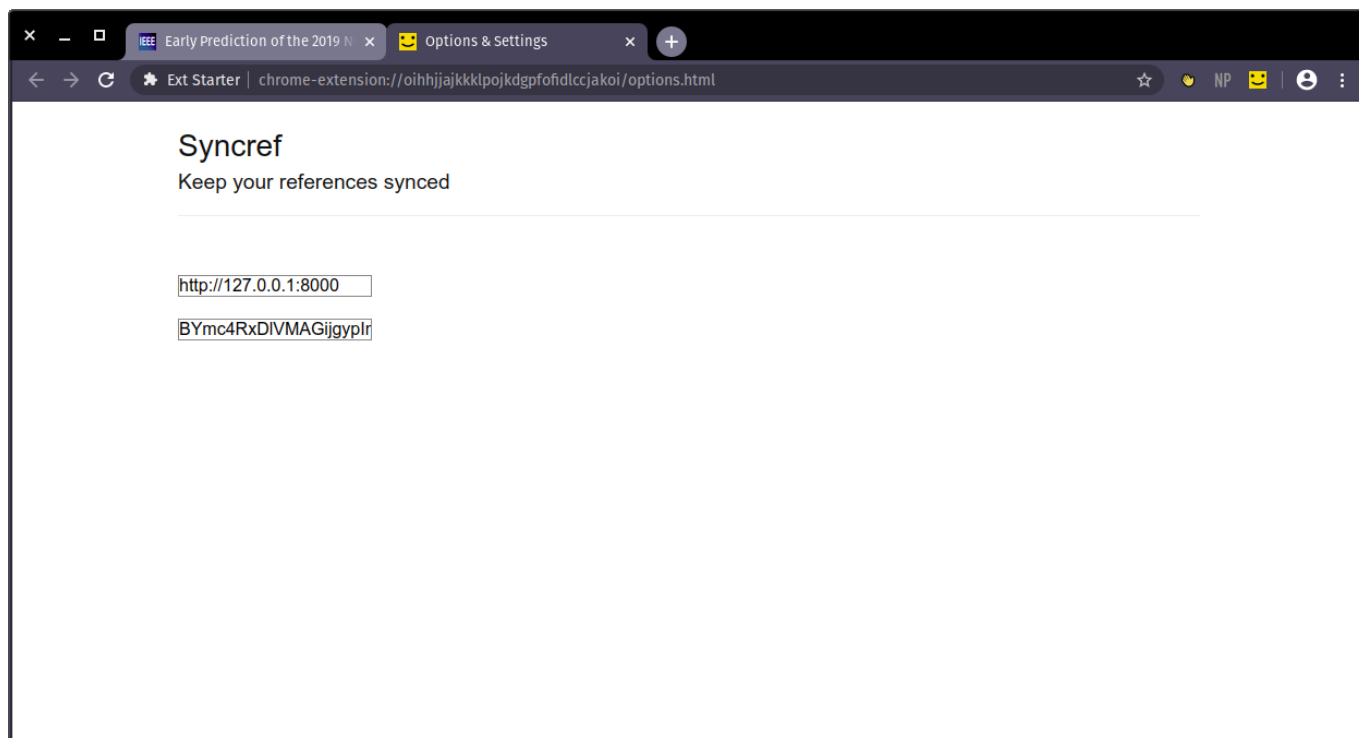 IEEE Early Prediction of the 2019 N
Options & Settings
Ext Starter chrome-extension://oihhjjajkkklpojkdgpfofidlccjakoi/options.html
NP
Syncref
Keep your references synced
http://127.0.0.1:8000